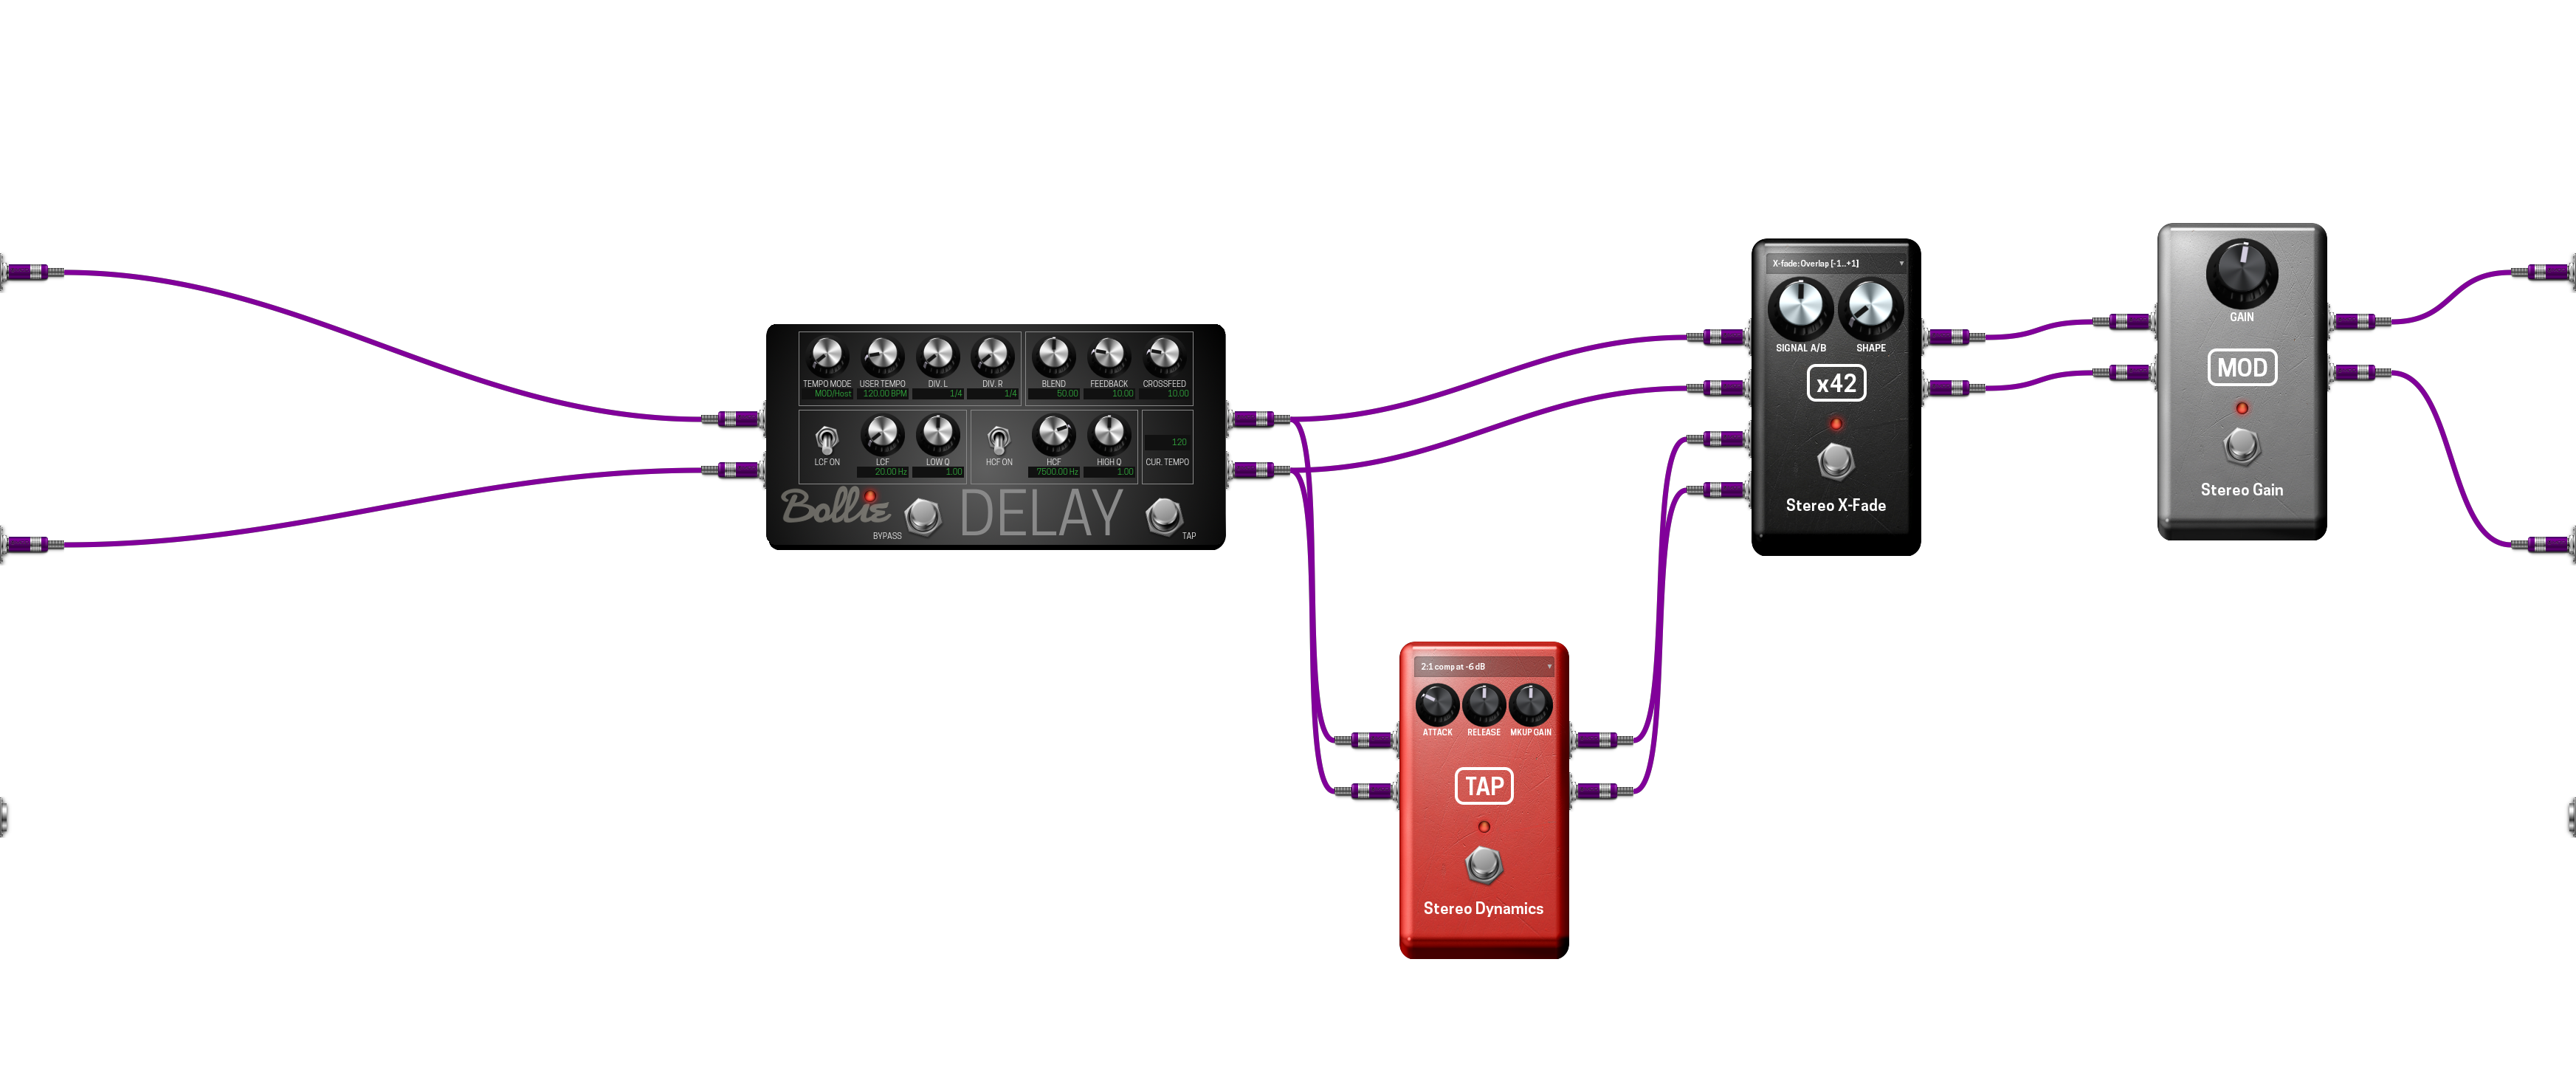 TEMPO MODE USER TEMPO DIV. L DIV. R BLEND FEEDBACK CROSSFEED
MOD/Host 120.00 BPM 1/4 1/4 50.00 10.00 10.00
120
LCF ON LCF LOW Q HCF ON HCF HIGH Q CUR. TEMPO
20.00 Hz 1.00 7500.00 Hz 1.00
Bollie DELAY
BYPASS TAP
2:1 comp at -6 dB
ATTACK RELEASE MKUP GAIN
TAP
Stereo Dynamics
X-fade: Overlap [-1..+1]
SIGNAL A/B SHAPE
x42
Stereo X-Fade
GAIN
MOD
Stereo Gain